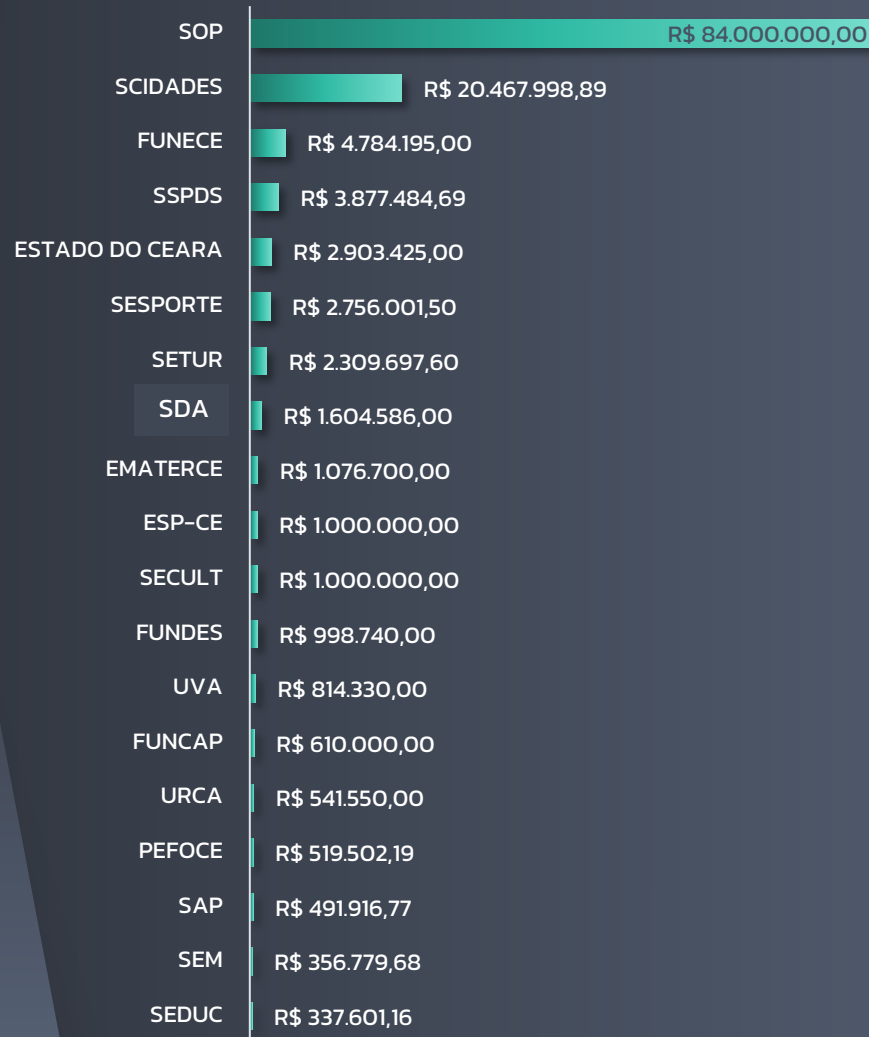 SOP R$ 84.000.000,00
SCIDADES R$ 20.467.998,89
FUNECE R$ 4.784.195,00
SSPDS R$ 3.877.484,69
ESTADO DO CEARA R$ 2.903.425,00
SESPORTE R$ 2.756.001,50
SETUR R$ 2.309.697,60
SDA R$ 1.604.586,00
EMATERCE R$ 1.076.700,00
ESP-CE R$ 1.000.000,00
SECULT R$ 1.000.000,00
FUNDES R$ 998.740,00
UVA R$ 814.330,00
FUNCAP R$ 610.000,00
URCA R$ 541.550,00
PEFOCE R$ 519.502,19
SAP R$ 491.916,77
SEM R$ 356.779,68
SEDUC R$ 337.601,16